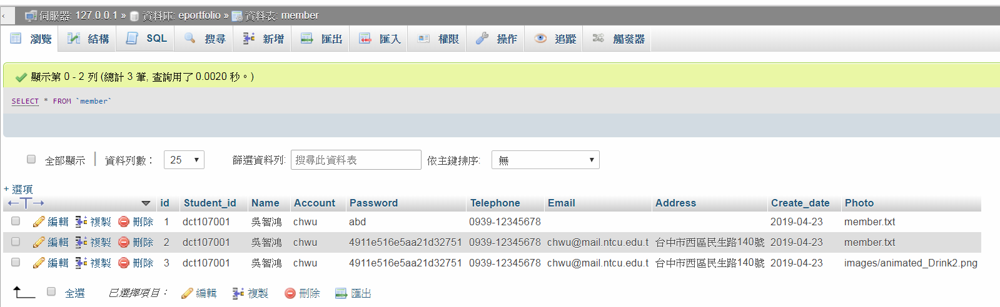 伺服器: 127.0.0.1 » 資料庫: eportfolio » 資料表: member
瀏覽 結構 SQL 搜尋 新增 匯出 匯入 權限 操作 追蹤 觸發器
顯示第 0 - 2 列 (總計 3 筆, 查詢用了 0.0020 秒。)
SELECT * FROM `member`
全部顯示 | 資料列數： 25 篩選資料列: 搜尋此資料表 依主鍵排序: 無
+ 選項
←T→ id Student_id Name Account Password Telephone Email Address Create_date Photo
編輯 複製 刪除 1 dct107001 吳智鴻 chwu abd 0939-12345678 2019-04-23 member.txt
編輯 複製 刪除 2 dct107001 吳智鴻 chwu 4911e516e5aa21d32751 0939-12345678 chwu@mail.ntcu.edu.t 台中市西區民生路140號 2019-04-23 member.txt
編輯 複製 刪除 3 dct107001 吳智鴻 chwu 4911e516e5aa21d32751 0939-12345678 chwu@mail.ntcu.edu.t 台中市西區民生路140號 2019-04-23 images/animated_Drink2.png
全選 已選擇項目： 編輯 複製 刪除 匯出